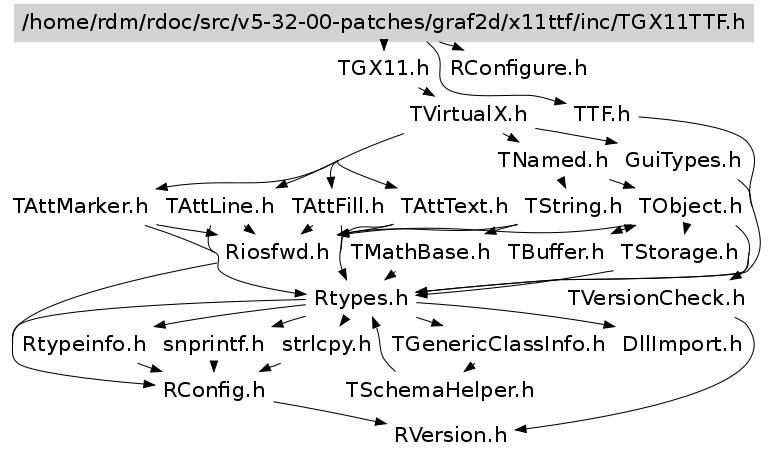 /home/rdm/rdoc/src/v5-32-00-patches/graf2d/x11ttf/inc/TGX11TTF.h
TGX11.h RConfigure.h
TVirtualX.h TTF.h
TNamed.h GuiTypes.h
TAttMarker.h TAttLine.h TAttFill.h TAttText.h TString.h TObject.h
Riosfwd.h TMathBase.h TBuffer.h TStorage.h
Rtypes.h TVersionCheck.h
Rtypeinfo.h snprintf.h strlcpy.h TGenericClassInfo.h DllImport.h
RConfig.h TSchemaHelper.h
RVersion.h